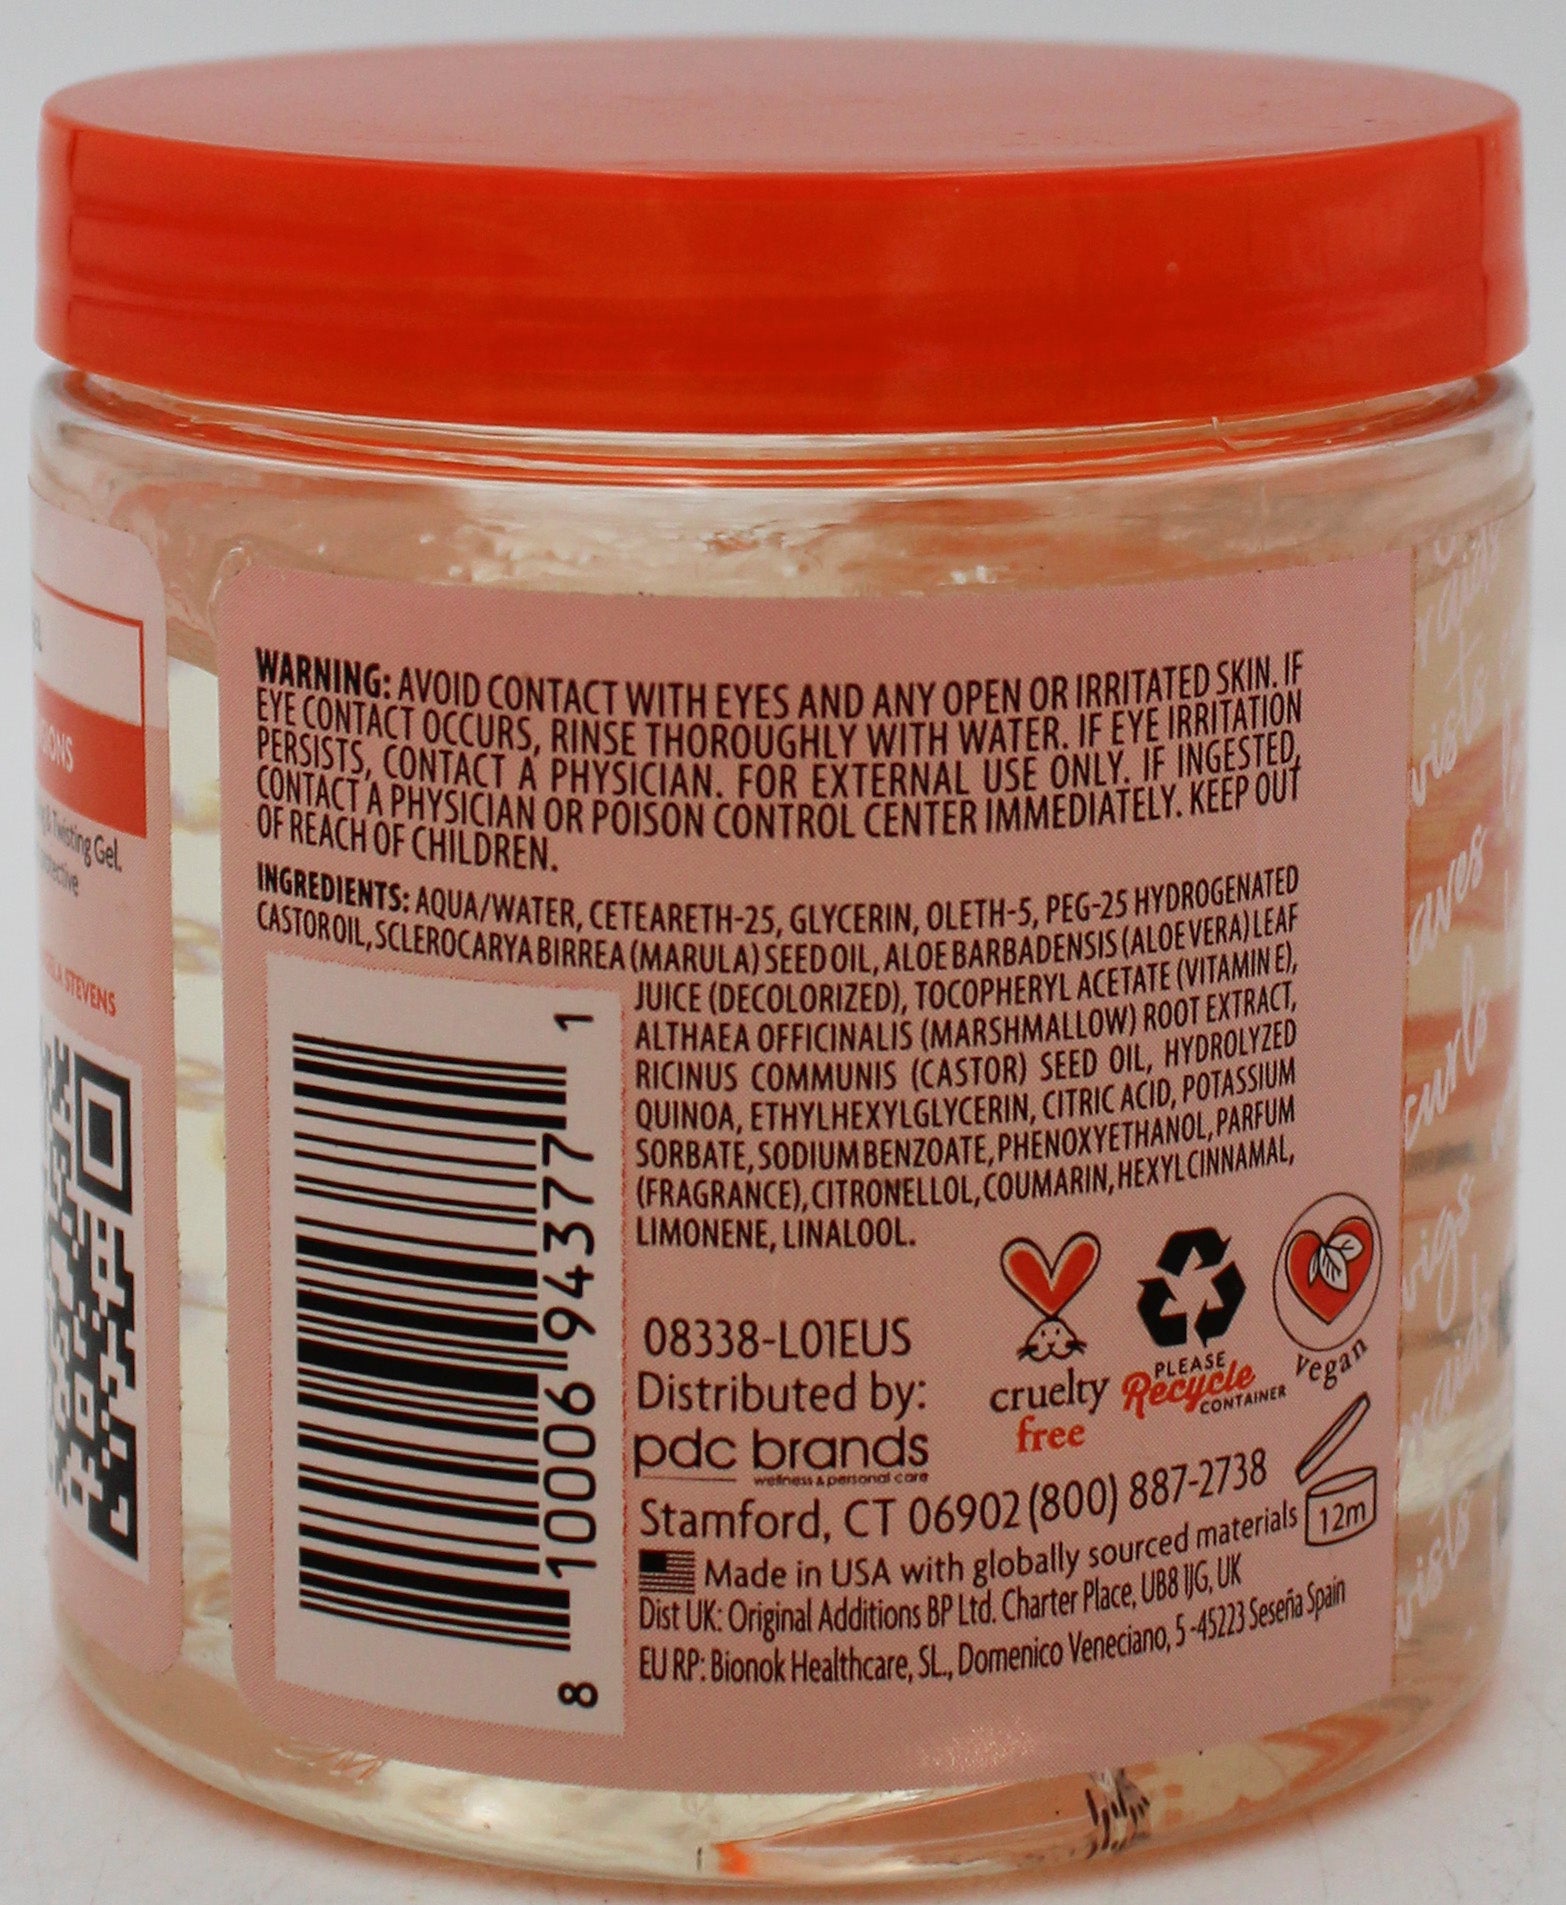 IONS
& Twisting Gel.
STEVENS
WARNING: AVOID CONTACT WITH EYES AND ANY OPEN OR IRRITATED SKIN. IF
EYE CONTACT OCCURS, RINSE THOROUGHLY WITH WATER. IF EYE IRRITATION
PERSISTS, CONTACT A PHYSICIAN. FOR EXTERNAL USE ONLY. IF INGESTED,
CONTACT A PHYSICIAN OR POISON CONTROL CENTER IMMEDIATELY. KEEP OUT
OF REACH OF CHILDREN.
INGREDIENTS: AQUA/WATER, CETEARETH-25, GLYCERIN, OLETH-5, PEG-25 HYDROGENATED
CASTOR OIL, SCLEROCARYA BIRREA (MARULA) SEED OIL, ALOE BARBADENSIS (ALOE VERA) LEAF
JUICE (DECOLORIZED), TOCOPHERYL ACETATE (VITAMIN E),
ALTHAEA OFFICINALIS (MARSHMALLOW) ROOT EXTRACT,
RICINUS COMMUNIS (CASTOR) SEED OIL, HYDROLYZED
QUINOA, ETHYLHEXYLGLYCERIN, CITRIC ACID, POTASSIUM
SORBATE, SODIUM BENZOATE, PHENOXYETHANOL, PARFUM
(FRAGRANCE), CITRONELLOL, COUMARIN, HEXYL CINNAMAL,
LIMONENE, LINALOOL.
8 10006 94377 1
08338-L01EUS
Distributed by:
pdc brands
wellness & personal care
cruelty
free
PLEASE
Recycle
CONTAINER
vegan
Stamford, CT 06902 (800) 887-2738
12m
Made in USA with globally sourced materials
Dist UK: Original Additions BP Ltd. Charter Place, UB8 1JG, UK
EU RP: Bionok Healthcare, SL., Domenico Veneciano, 5 -45223 Seseña Spain
curls